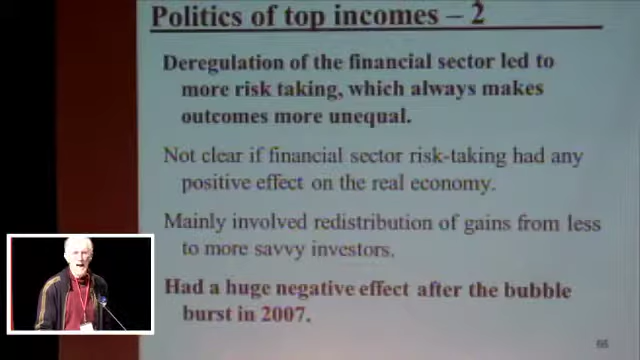 Politics of top incomes – 2
Deregulation of the financial sector led to
more risk taking, which always makes
outcomes more unequal.
Not clear if financial sector risk-taking had any
positive effect on the real economy.
Mainly involved redistribution of gains from less
to more savvy investors.
Had a huge negative effect after the bubble
burst in 2007.